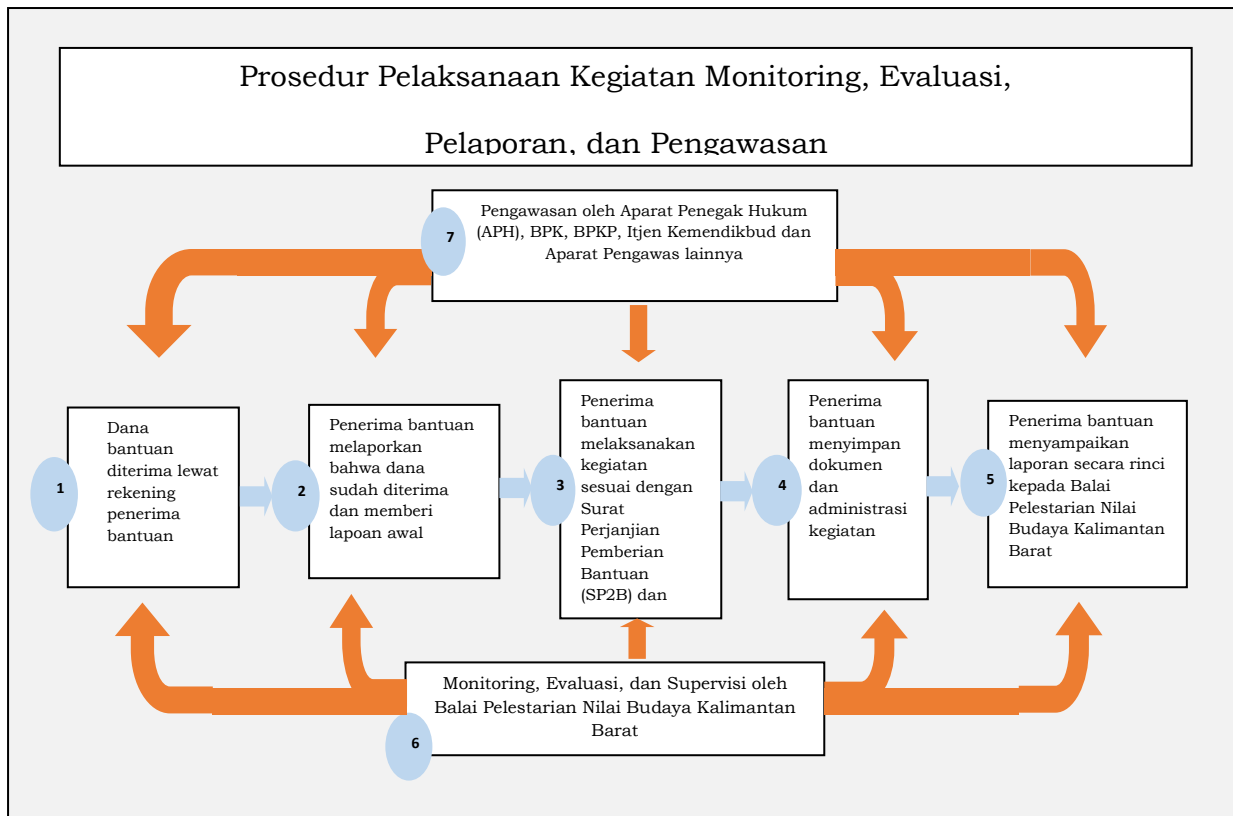 Prosedur Pelaksanaan Kegiatan Monitoring, Evaluasi,
Pelaporan, dan Pengawasan
7
Pengawasan oleh Aparat Penegak Hukum
(APH), BPK, BPKP, Itjen Kemendikbud dan
Aparat Pengawas lainnya
1
Dana
bantuan
diterima lewat
rekening
penerima
bantuan
2
Penerima bantuan
melaporkan
bahwa dana
sudah diterima
dan memberi
lapoan awal
3
Penerima
bantuan
melaksanakan
kegiatan
sesuai dengan
Surat
Perjanjian
Pemberian
Bantuan
(SP2B) dan
4
Penerima
bantuan
menyimpan
dokumen
dan
administrasi
kegiatan
5
Penerima bantuan
menyampaikan
laporan secara rinci
kepada Balai
Pelestarian Nilai
Budaya Kalimantan
Barat
Monitoring, Evaluasi, dan Supervisi oleh
Balai Pelestarian Nilai Budaya Kalimantan
Barat
6